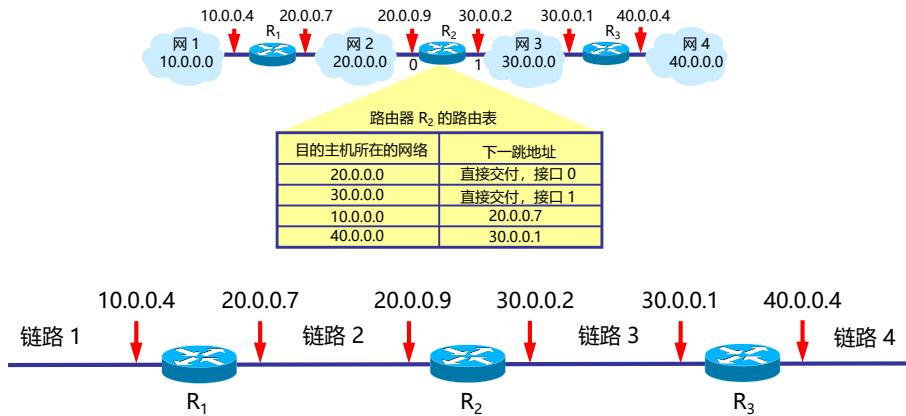 10.0.0.4 20.0.0.7 20.0.0.9 30.0.0.2 30.0.0.1 40.0.0.4
R1 R2 R3
网 1 网 2 网 3 网 4
10.0.0.0 20.0.0.0 30.0.0.0 40.0.0.0
0 1
路由器 R2 的路由表
目的主机所在的网络 下一跳地址
20.0.0.0 直接交付，接口 0
30.0.0.0 直接交付，接口 1
10.0.0.0 20.0.0.7
40.0.0.0 30.0.0.1
10.0.0.4 20.0.0.7 20.0.0.9 30.0.0.2 30.0.0.1 40.0.0.4
链路 1 链路 2 链路 3 链路 4
R1 R2 R3